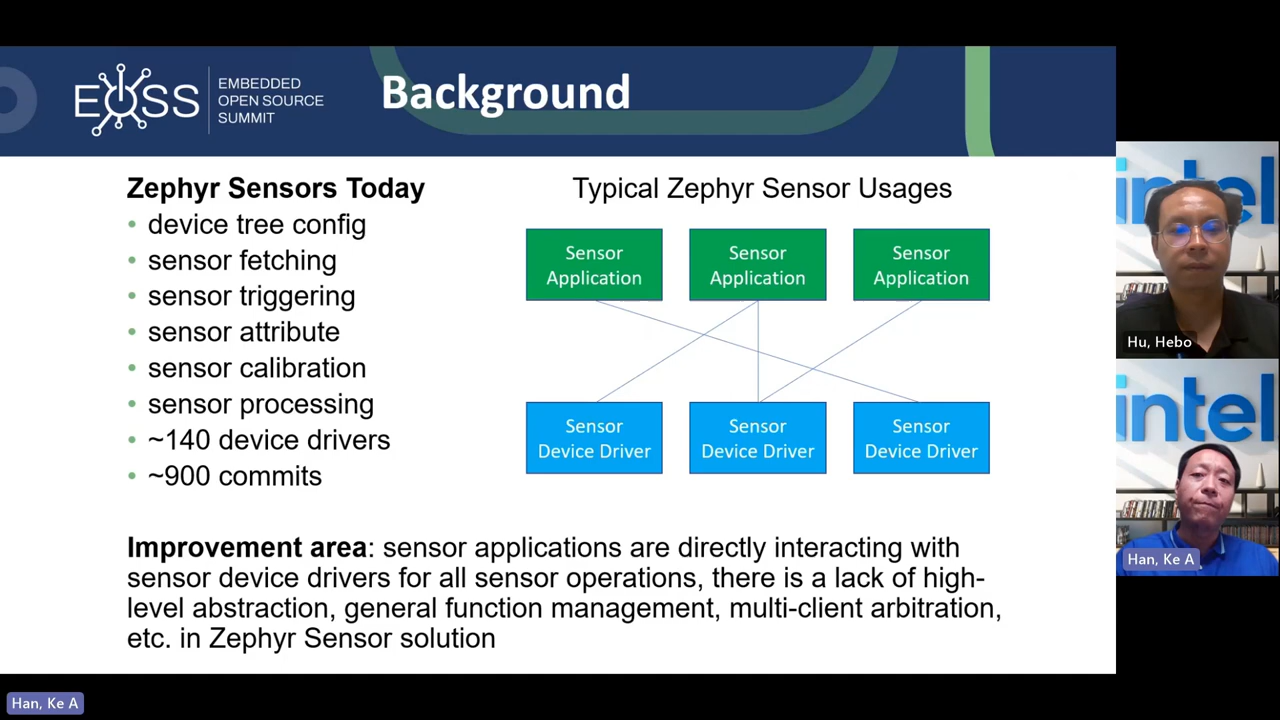 EOSS
EMBEDDED
OPEN SOURCE
SUMMIT
Background
Zephyr Sensors Today
• device tree config
• sensor fetching
• sensor triggering
• sensor attribute
• sensor calibration
• sensor processing
• ~140 device drivers
• ~900 commits
Typical Zephyr Sensor Usages
Sensor
Application
Sensor
Application
Sensor
Application
Sensor
Device Driver
Sensor
Device Driver
Sensor
Device Driver
Improvement area: sensor applications are directly interacting with
sensor device drivers for all sensor operations, there is a lack of high-
level abstraction, general function management, multi-client arbitration,
etc. in Zephyr Sensor solution
intel
Hu, Hebo
intel
Han, Ke A
Han, Ke A